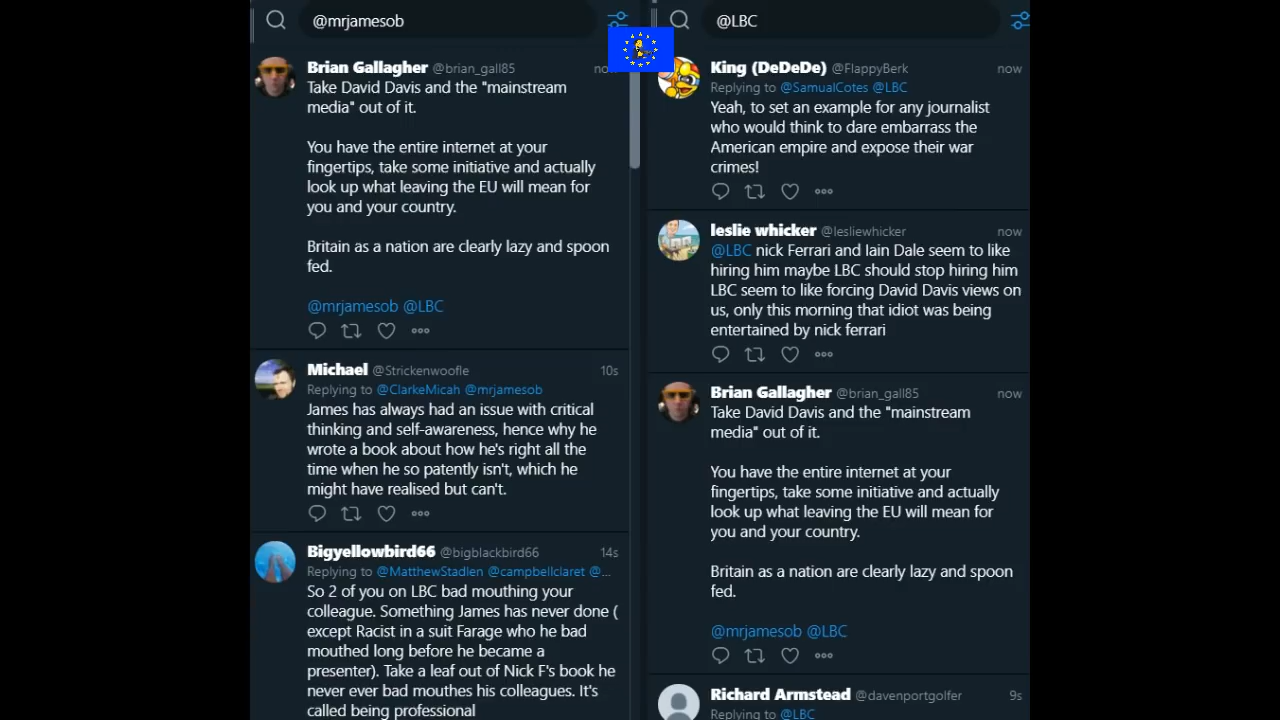 @mrjamesob
Brian Gallagher @brian_gall85 now
Take David Davis and the "mainstream
media" out of it.
You have the entire internet at your
fingertips, take some initiative and actually
look up what leaving the EU will mean for
you and your country.
Britain as a nation are clearly lazy and spoon
fed.
@mrjamesob @LBC
Michael @Strickenwoofle 10s
Replying to @ClarkeMicah @mrjamesob
James has always had an issue with critical
thinking and self-awareness, hence why he
wrote a book about how he's right all the
time when he so patently isn't, which he
might have realised but can't.
Bigyellowbird66 @bigblackbird66 14s
Replying to @MatthewStadlen @campbellclaret @...
So 2 of you on LBC bad mouthing your
colleague. Something James has never done (
except Racist in a suit Farage who he bad
mouthed long before he became a
presenter). Take a leaf out of Nick F's book he
never ever bad mouthes his colleagues. It's
called being professional
@LBC
King (DeDeDe) @FlappyBerk now
Replying to @SamualCotes @LBC
Yeah, to set an example for any journalist
who would think to dare embarrass the
American empire and expose their war
crimes!
leslie whicker @lesliewhicker now
@LBC nick Ferrari and Iain Dale seem to like
hiring him maybe LBC should stop hiring him
LBC seem to like forcing David Davis views on
us, only this morning that idiot was being
entertained by nick ferrari
Brian Gallagher @brian_gall85 now
Take David Davis and the "mainstream
media" out of it.
You have the entire internet at your
fingertips, take some initiative and actually
look up what leaving the EU will mean for
you and your country.
Britain as a nation are clearly lazy and spoon
fed.
@mrjamesob @LBC
Richard Armstead @davenportgolfer 9s
Replying to @LBC